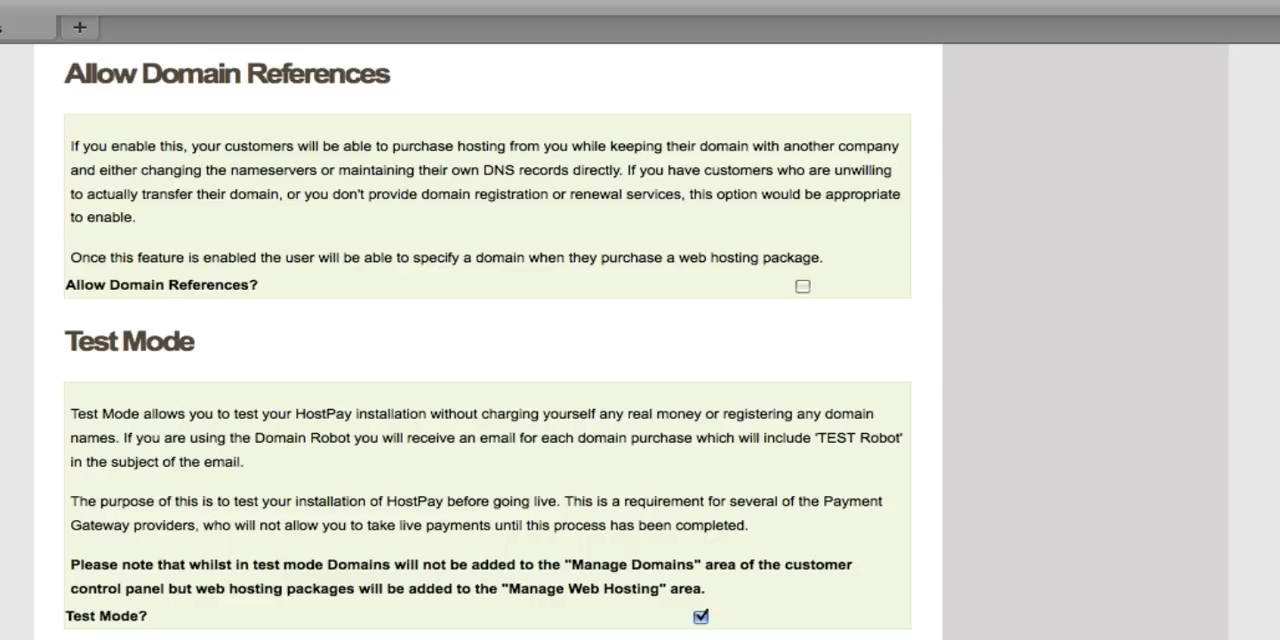 Allow Domain References
If you enable this, your customers will be able to purchase hosting from you while keeping their domain with another company
and either changing the nameservers or maintaining their own DNS records directly. If you have customers who are unwilling
to actually transfer their domain, or you don't provide domain registration or renewal services, this option would be appropriate
to enable.
Once this feature is enabled the user will be able to specify a domain when they purchase a web hosting package.
Allow Domain References?
Test Mode
Test Mode allows you to test your HostPay installation without charging yourself any real money or registering any domain
names. If you are using the Domain Robot you will receive an email for each domain purchase which will include 'TEST Robot'
in the subject of the email.
The purpose of this is to test your installation of HostPay before going live. This is a requirement for several of the Payment
Gateway providers, who will not allow you to take live payments until this process has been completed.
Please note that whilst in test mode Domains will not be added to the "Manage Domains" area of the customer
control panel but web hosting packages will be added to the "Manage Web Hosting" area.
Test Mode?